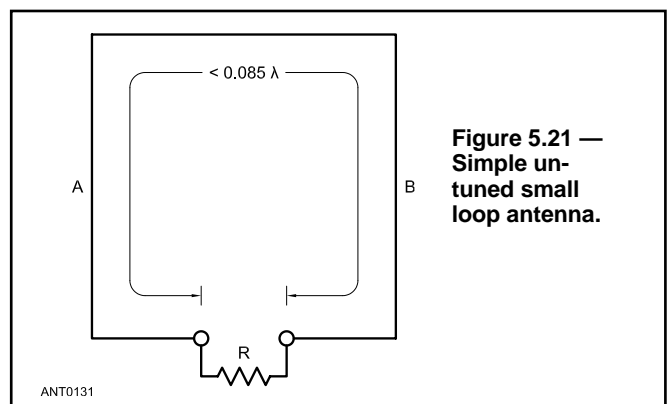 < 0.085 λ
A
B
R
ANT0131
Figure 5.21 —
Simple un-
tuned small
loop antenna.